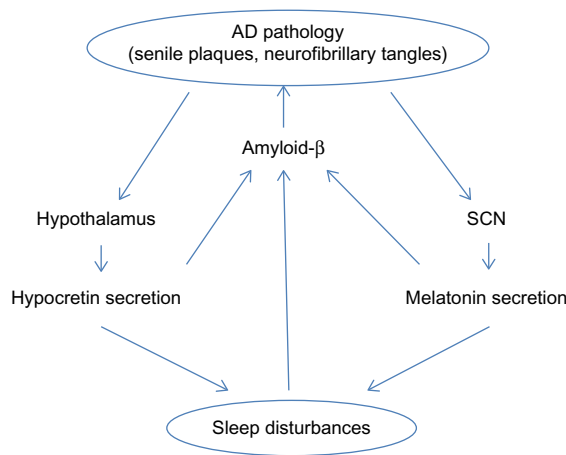 AD pathology
(senile plaques, neurofibrillary tangles)
Amyloid-β
Hypothalamus
SCN
Hypocretin secretion
Melatonin secretion
Sleep disturbances